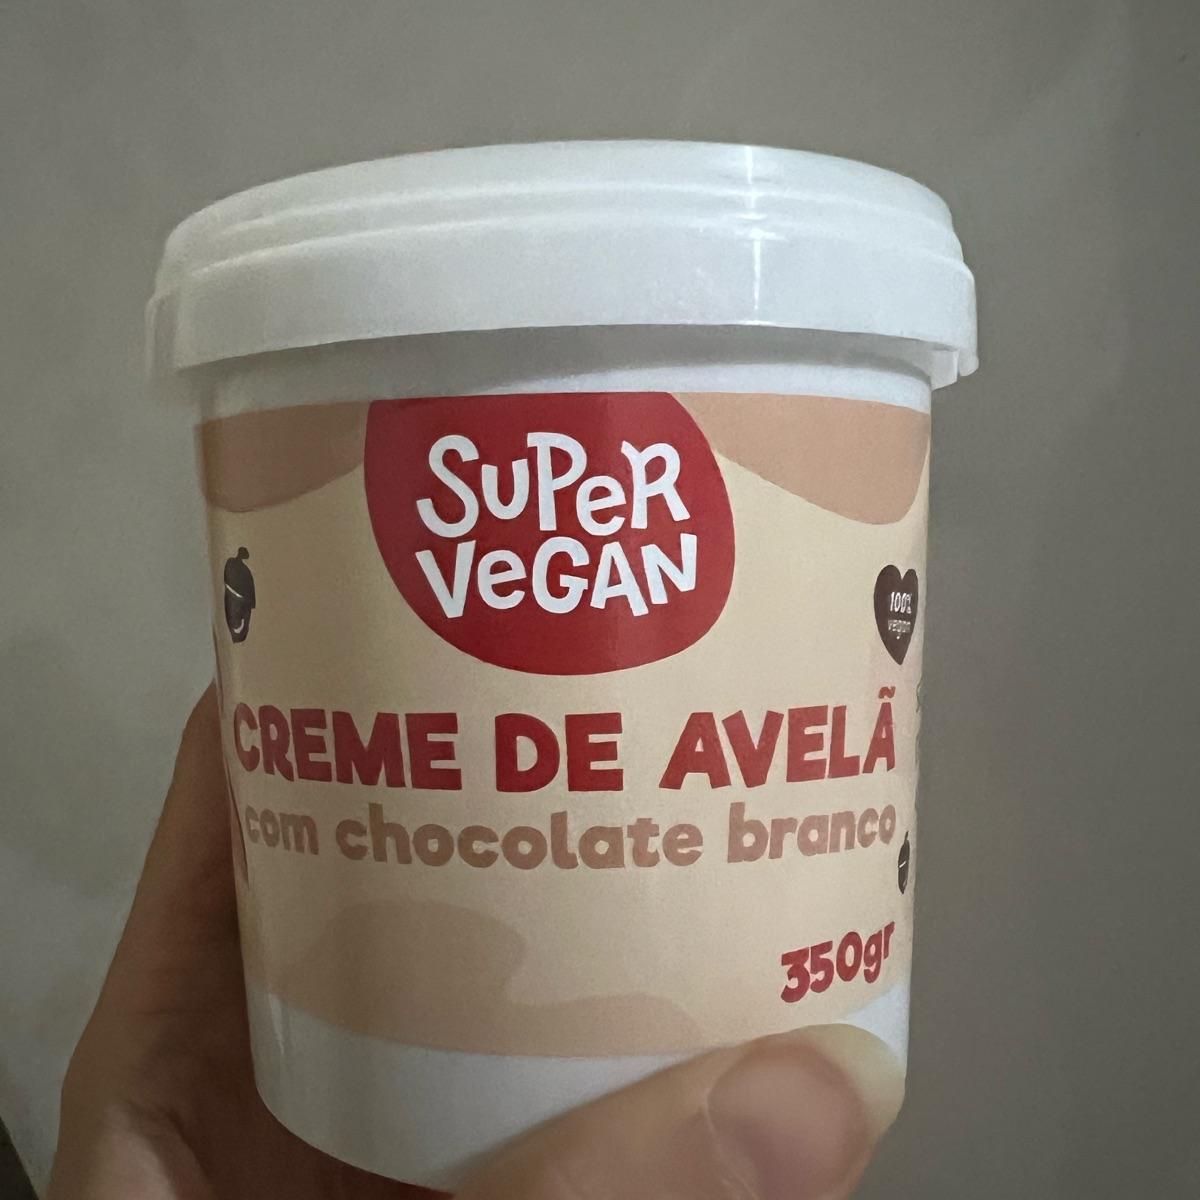 SUPeR
VeGAN
100%
vegan
CREME DE AVELÃ
com chocolate branco
350gr